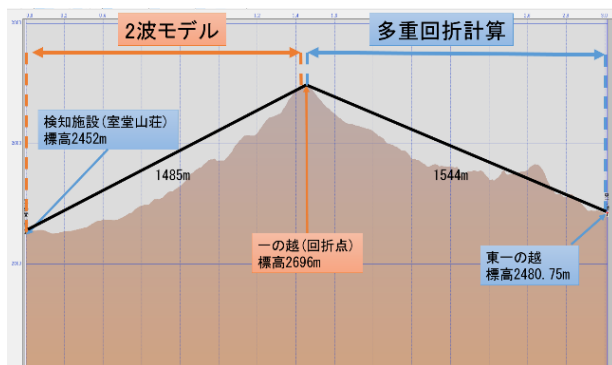 2波モデル
多重回折計算
検知施設(室堂山荘)
標高2452m
1485m
1544m
一の越(回折点)
標高2696m
東一の越
標高2480.75m